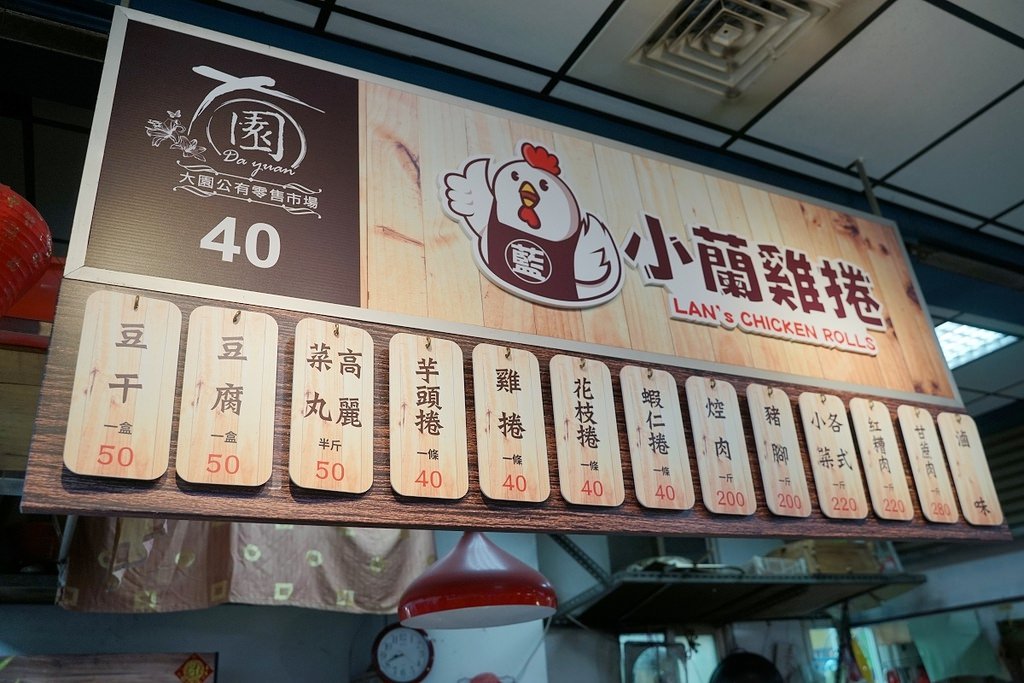 園
Da yuan
大園公有零售市場
40
藍
小蘭雞捲
LAN's CHICKEN ROLLS
豆干
一盒
50
豆腐
一盒
50
高麗
菜丸
半斤
50
芋頭捲
一條
40
雞捲
一條
40
花枝捲
一條
40
蝦仁捲
一條
40
焢肉
一斤
200
豬腳
一斤
200
各式
小菜
一斤
220
紅糟肉
一斤
220
甘蔗肉
一斤
280
滷味